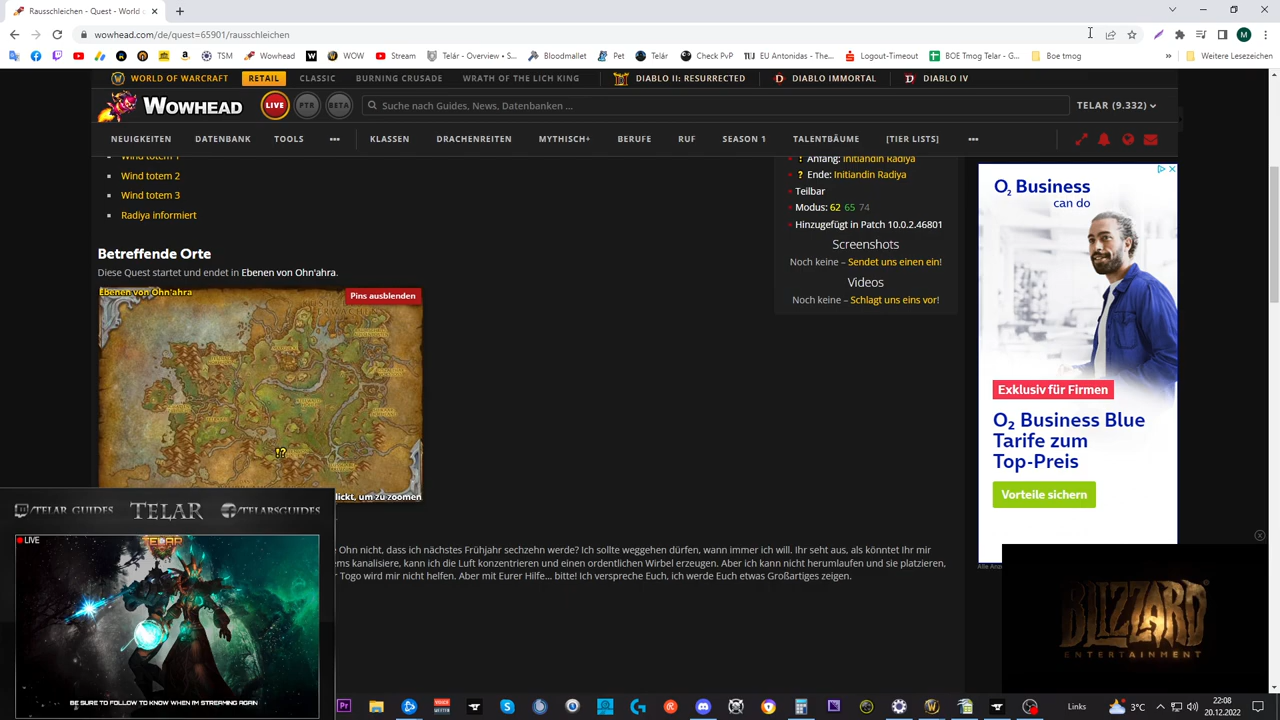 Rausschleichen - Quest - World o
wowhead.com/de/quest=65901/rausschleichen
TSM
Wowhead
WOW
Stream
Telár - Overview • S...
Bloodmallet
Pet
Telár
Check PvP
EU Antonidas - The...
Logout-Timeout
BOE Tmog Telar - G...
Boe tmog
»
Weitere Lesezeichen
WORLD OF WARCRAFT
RETAIL
CLASSIC
BURNING CRUSADE
WRATH OF THE LICH KING
DIABLO II: RESURRECTED
DIABLO IMMORTAL
DIABLO IV
WOWHEAD
LIVE
PTR
BETA
Suche nach Guides, News, Datenbanken ...
TELAR (9.332)
NEUIGKEITEN
DATENBANK
TOOLS
•••
KLASSEN
DRACHENREITEN
MYTHISCH+
BERUFE
RUF
SEASON 1
TALENTBÄUME
[TIER LISTS]
•••
Wind totem 1
Wind totem 2
Wind totem 3
Radiya informiert
! Anfang: Initiandin Radiya
? Ende: Initiandin Radiya
Teilbar
Modus: 62 65 74
Hinzugefügt in Patch 10.0.2.46801
Screenshots
Noch keine – Sendet uns einen ein!
Videos
Noch keine – Schlagt uns eins vor!
Betreffende Orte
Diese Quest startet und endet in Ebenen von Ohn'ahra.
Ebenen von Ohn'ahra
Pins ausblenden
!?
lickt, um zu zoomen
Ohn nicht, dass ich nächstes Frühjahr sechzehn werde? Ich sollte weggehen dürfen, wann immer ich will. Ihr seht aus, als könntet Ihr mir
ems kanalisiere, kann ich die Luft konzentrieren und einen ordentlichen Wirbel erzeugen. Aber ich kann nicht herumlaufen und sie platzieren,
Togo wird mir nicht helfen. Aber mit Eurer Hilfe... bitte! Ich verspreche Euch, ich werde Euch etwas Großartiges zeigen.
O₂ Business
can do
Exklusiv für Firmen
O₂ Business Blue
Tarife zum
Top-Preis
Vorteile sichern
Alle Anze
BLIZZARD
ENTERTAINMENT
/TELAR GUIDES
TELAR
/TELARSGUIDES
LIVE
TELAR
BE SURE TO FOLLOW TO KNOW WHEN I'M STREAMING AGAIN
Links
3°C
22:08
20.12.2022